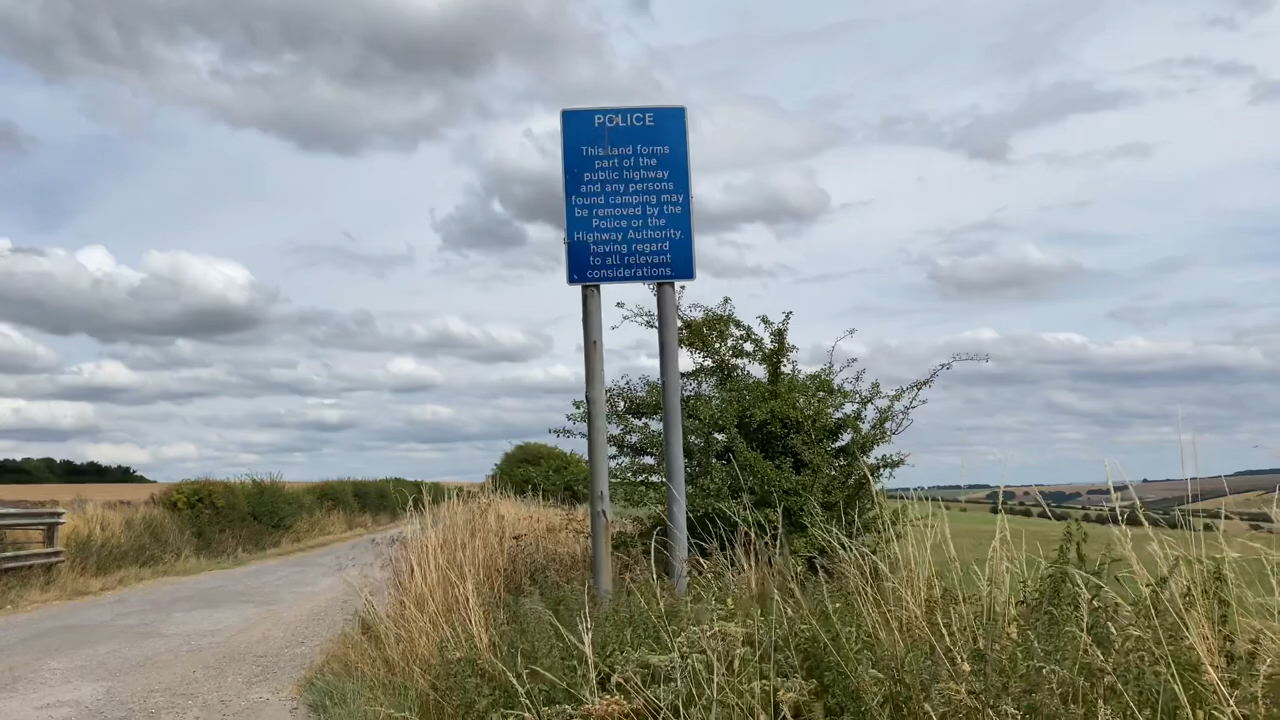 POLICE
This land forms
part of the
public highway
and any persons
found camping may
be removed by the
Police or the
Highway Authority,
having regard
to all relevant
considerations.